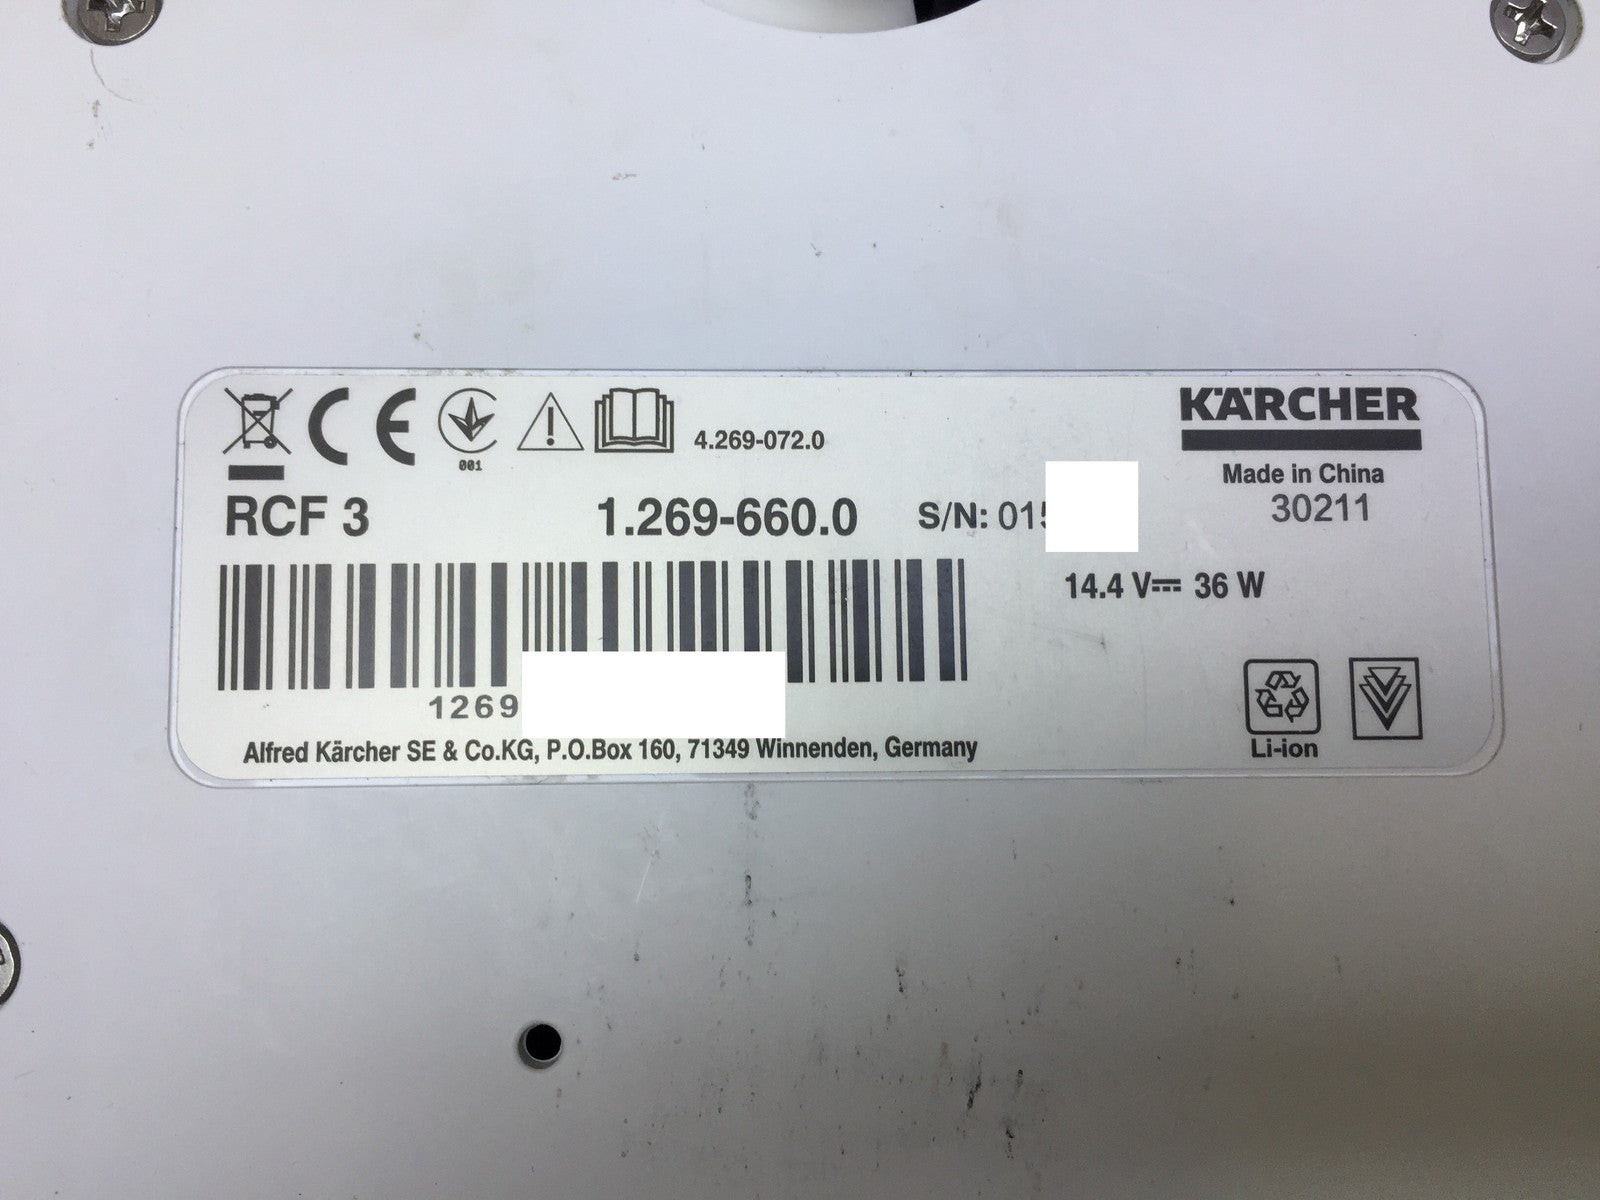 001
4.269-072.0
KÄRCHER
Made in China
30211
RCF 3
1.269-660.0
S/N: 015
14.4 V⎓ 36 W
1269
Li-ion
Alfred Kärcher SE & Co.KG, P.O.Box 160, 71349 Winnenden, Germany